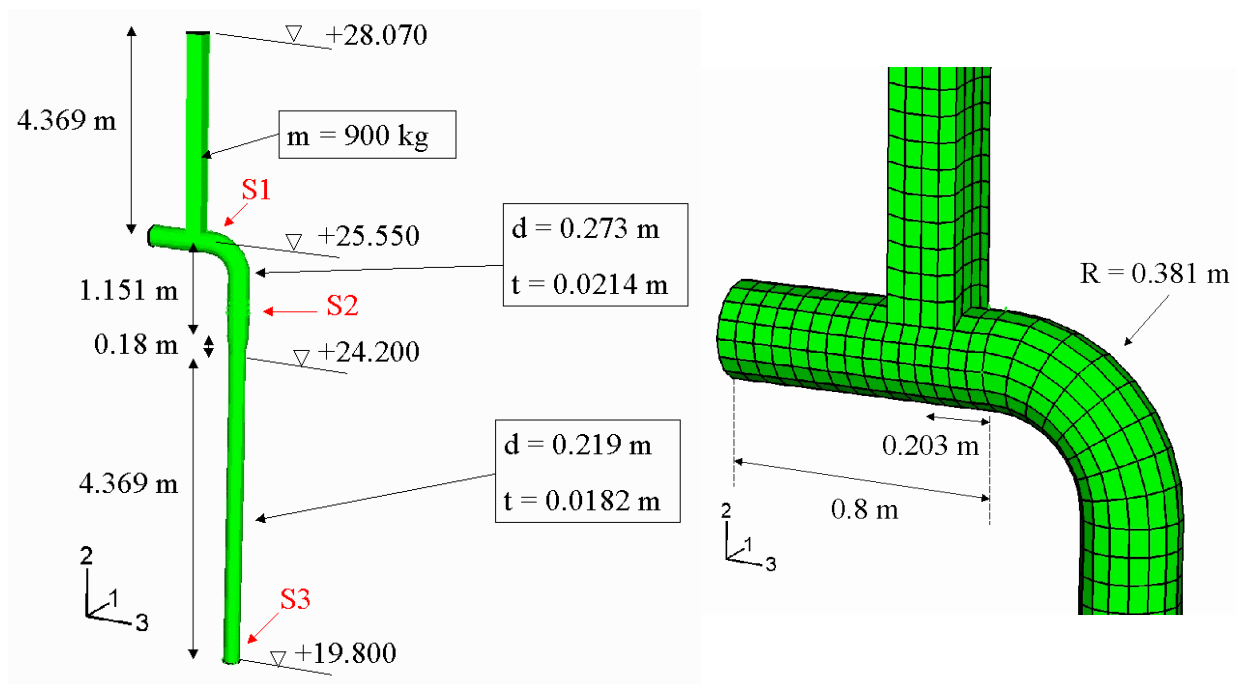 +28.070
4.369 m
m = 900 kg
S1
+25.550
d = 0.273 m
t = 0.0214 m
1.151 m
S2
0.18 m
+24.200
4.369 m
d = 0.219 m
t = 0.0182 m
S3
+19.800
2
1
3
R = 0.381 m
0.203 m
0.8 m
2
1
3